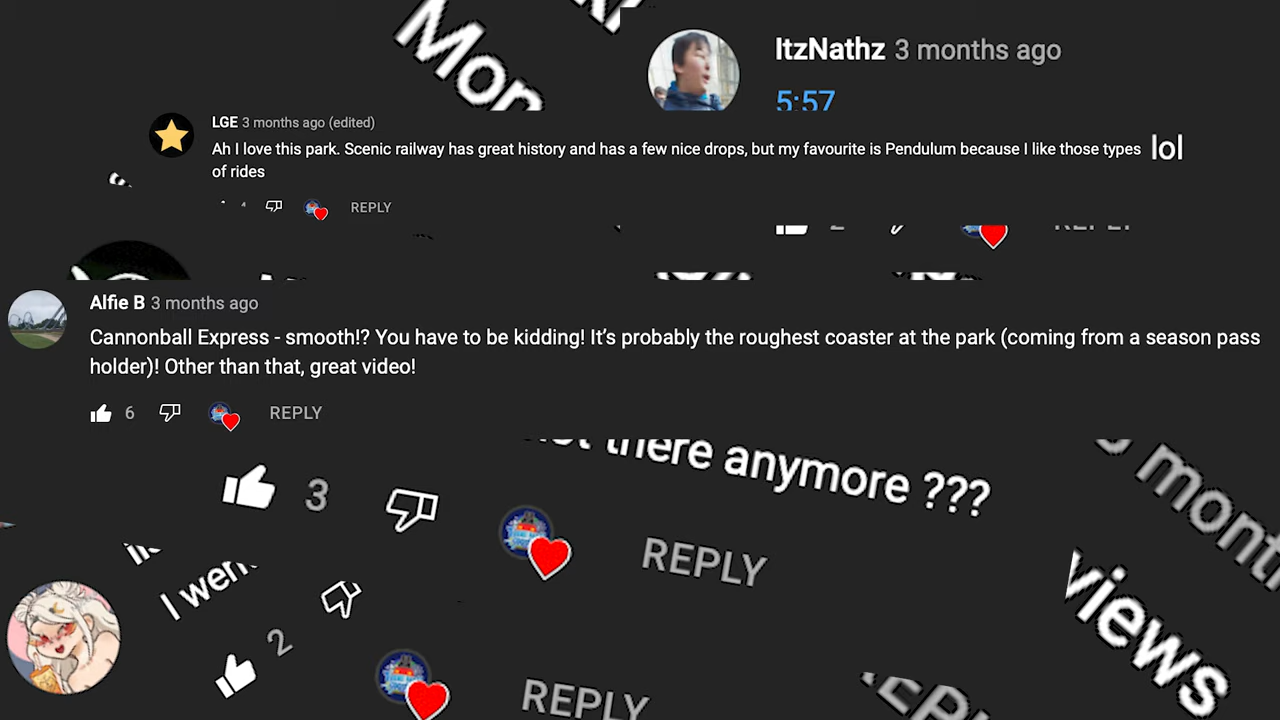 Mon
ItzNathz 3 months ago
5:57
LGE 3 months ago (edited)
Ah I love this park. Scenic railway has great history and has a few nice drops, but my favourite is Pendulum because I like those types
lol
of rides
REPLY
Alfie B 3 months ago
Cannonball Express - smooth!? You have to be kidding! It’s probably the roughest coaster at the park (coming from a season pass
holder)! Other than that, great video!
6 REPLY
there anymore ???
3 REPLY
mont
I wen
views
2 REPLY